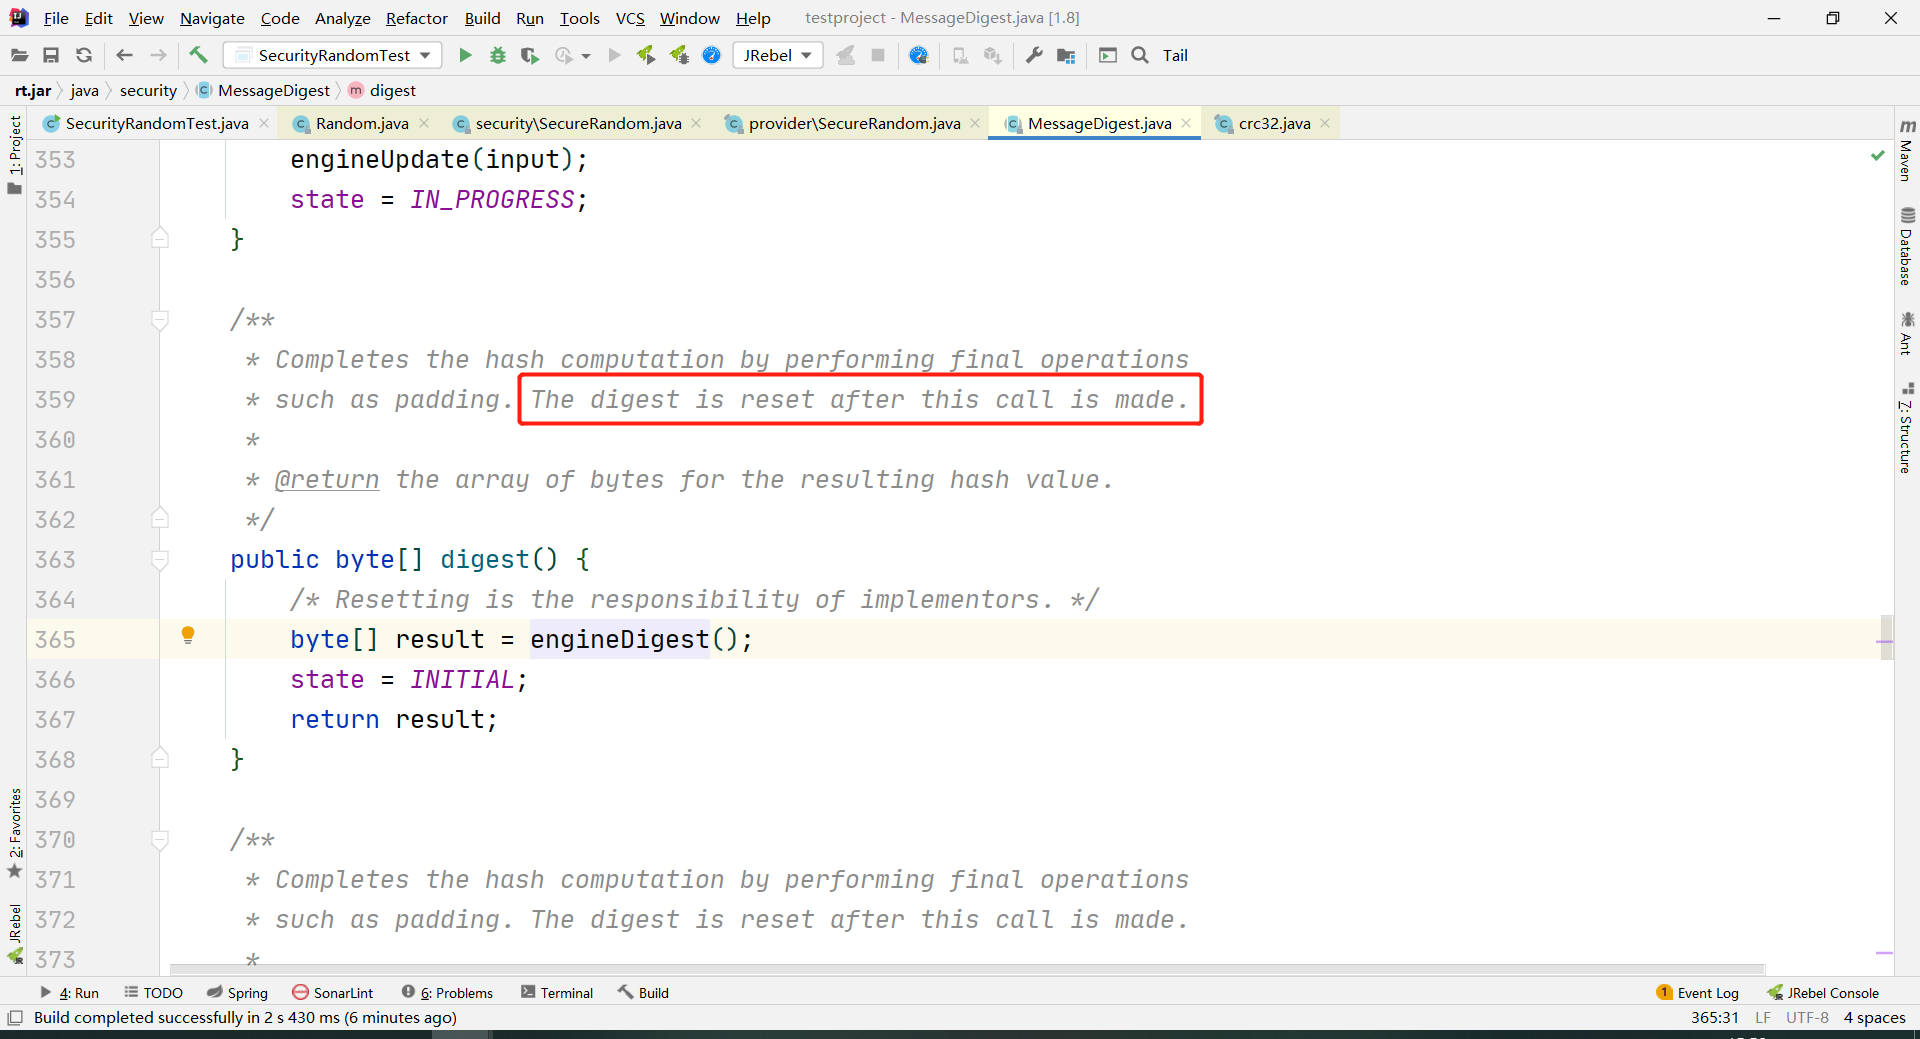 File Edit View Navigate Code Analyze Refactor Build Run Tools VCS Window Help testproject - MessageDigest.java [1.8]
SecurityRandomTest JRebel Tail
rt.jar java security MessageDigest digest
SecurityRandomTest.java Random.java security\SecureRandom.java provider\SecureRandom.java MessageDigest.java crc32.java
1: Project
2: Favorites
JRebel
353 engineUpdate(input);
354 state = IN_PROGRESS;
355 }
356
357 /**
358 * Completes the hash computation by performing final operations
359 * such as padding. The digest is reset after this call is made.
360 *
361 * @return the array of bytes for the resulting hash value.
362 */
363 public byte[] digest() {
364 /* Resetting is the responsibility of implementors. */
365 byte[] result = engineDigest();
366 state = INITIAL;
367 return result;
368 }
369
370 /**
371 * Completes the hash computation by performing final operations
372 * such as padding. The digest is reset after this call is made.
373 *
Maven
Database
Ant
7: Structure
4: Run TODO Spring SonarLint 6: Problems Terminal Build 1 Event Log JRebel Console
Build completed successfully in 2 s 430 ms (6 minutes ago) 365:31 LF UTF-8 4 spaces